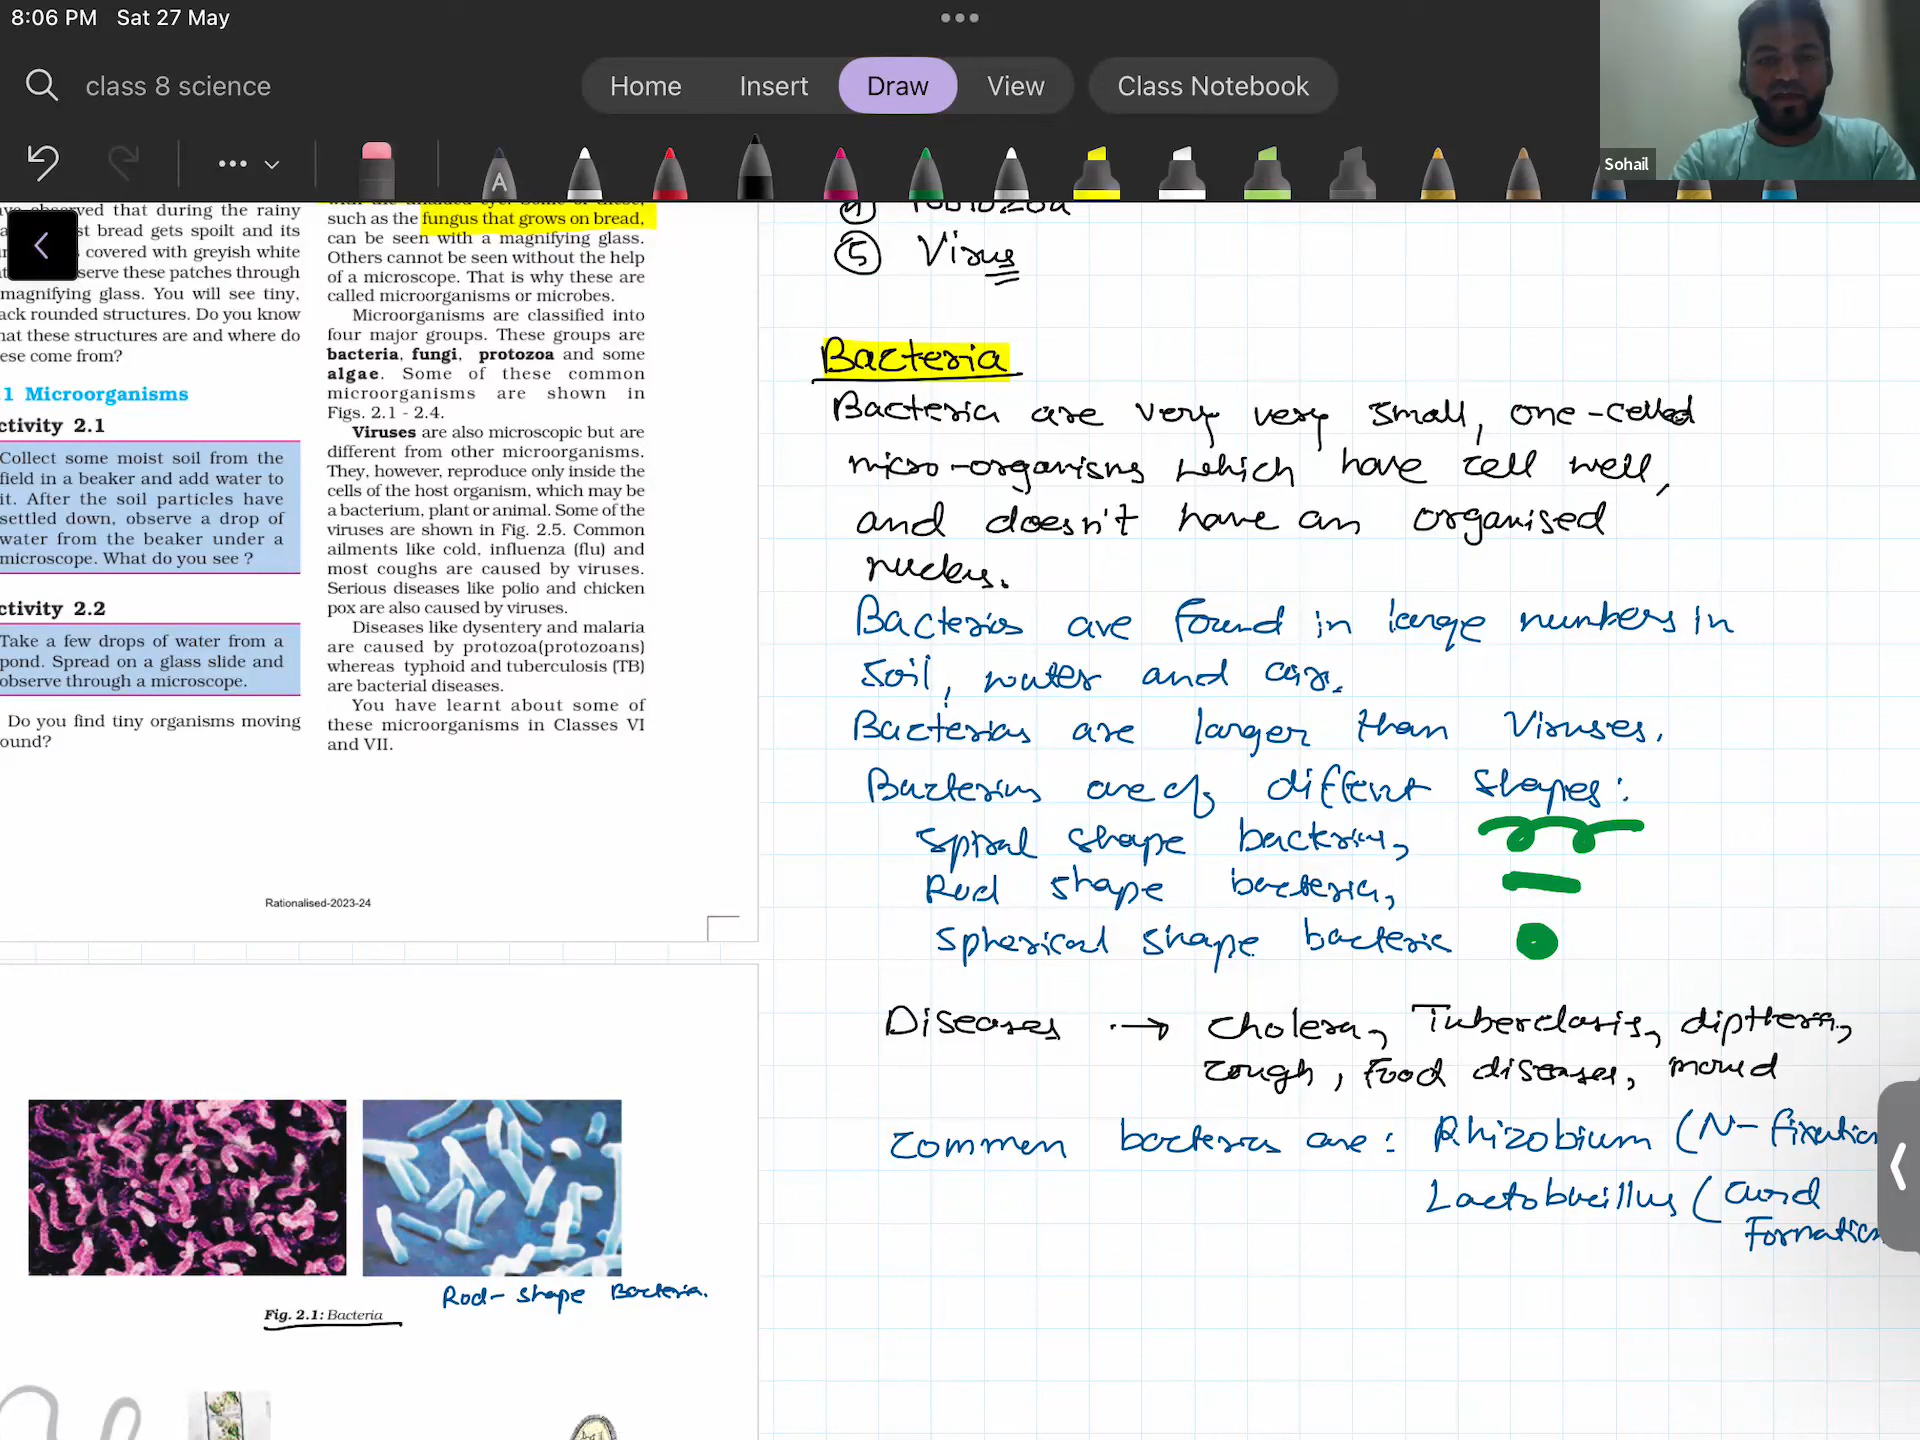 8:06 PM Sat 27 May
class 8 science
Home Insert Draw View Class Notebook
Sohail
A
observed that during the rainy
bread gets spoilt and its
covered with greyish white
serve these patches through
magnifying glass. You will see tiny,
ack rounded structures. Do you know
hat these structures are and where do
ese come from?
.1 Microorganisms
ctivity 2.1
Collect some moist soil from the
field in a beaker and add water to
it. After the soil particles have
settled down, observe a drop of
water from the beaker under a
microscope. What do you see ?
ctivity 2.2
Take a few drops of water from a
pond. Spread on a glass slide and
observe through a microscope.
Do you find tiny organisms moving
ound?
such as the fungus that grows on bread,
can be seen with a magnifying glass.
Others cannot be seen without the help
of a microscope. That is why these are
called microorganisms or microbes.
Microorganisms are classified into
four major groups. These groups are
bacteria, fungi, protozoa and some
algae. Some of these common
microorganisms are shown in
Figs. 2.1 - 2.4.
Viruses are also microscopic but are
different from other microorganisms.
They, however, reproduce only inside the
cells of the host organism, which may be
a bacterium, plant or animal. Some of the
viruses are shown in Fig. 2.5. Common
ailments like cold, influenza (flu) and
most coughs are caused by viruses.
Serious diseases like polio and chicken
pox are also caused by viruses.
Diseases like dysentery and malaria
are caused by protozoa(protozoans)
whereas typhoid and tuberculosis (TB)
are bacterial diseases.
You have learnt about some of
these microorganisms in Classes VI
and VII.
Rationalised-2023-24
Rod-shape Bacteria.
Fig. 2.1: Bacteria
5 Virus
Bacteria
Bacteria are very very small, one-celled
micro-organisms which have cell well,
and doesn't have an organised
nucleus.
Bacterias are found in large numbers in
soil, water and air.
Bacterias are larger than Viruses.
Bacterias are of different shapes:
Spiral shape bacteria,
Rod shape bacteria,
Spherical shape bacteria
Diseases → cholera, Tuberclosis, diptheria,
cough, Food diseases,
common bacterias are: Rhizobium (N-fixation
Lactobacillus (
Formation